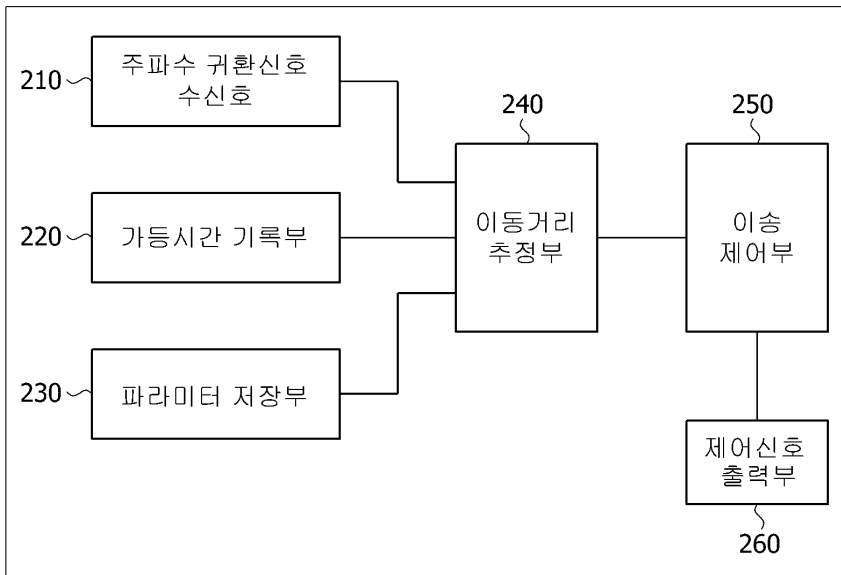 210
주파수 귀환신호
수신호
220
가등시간 기록부
230
파라미터 저장부
240
이동거리
추정부
250
이송
제어부
제어신호
출력부
260